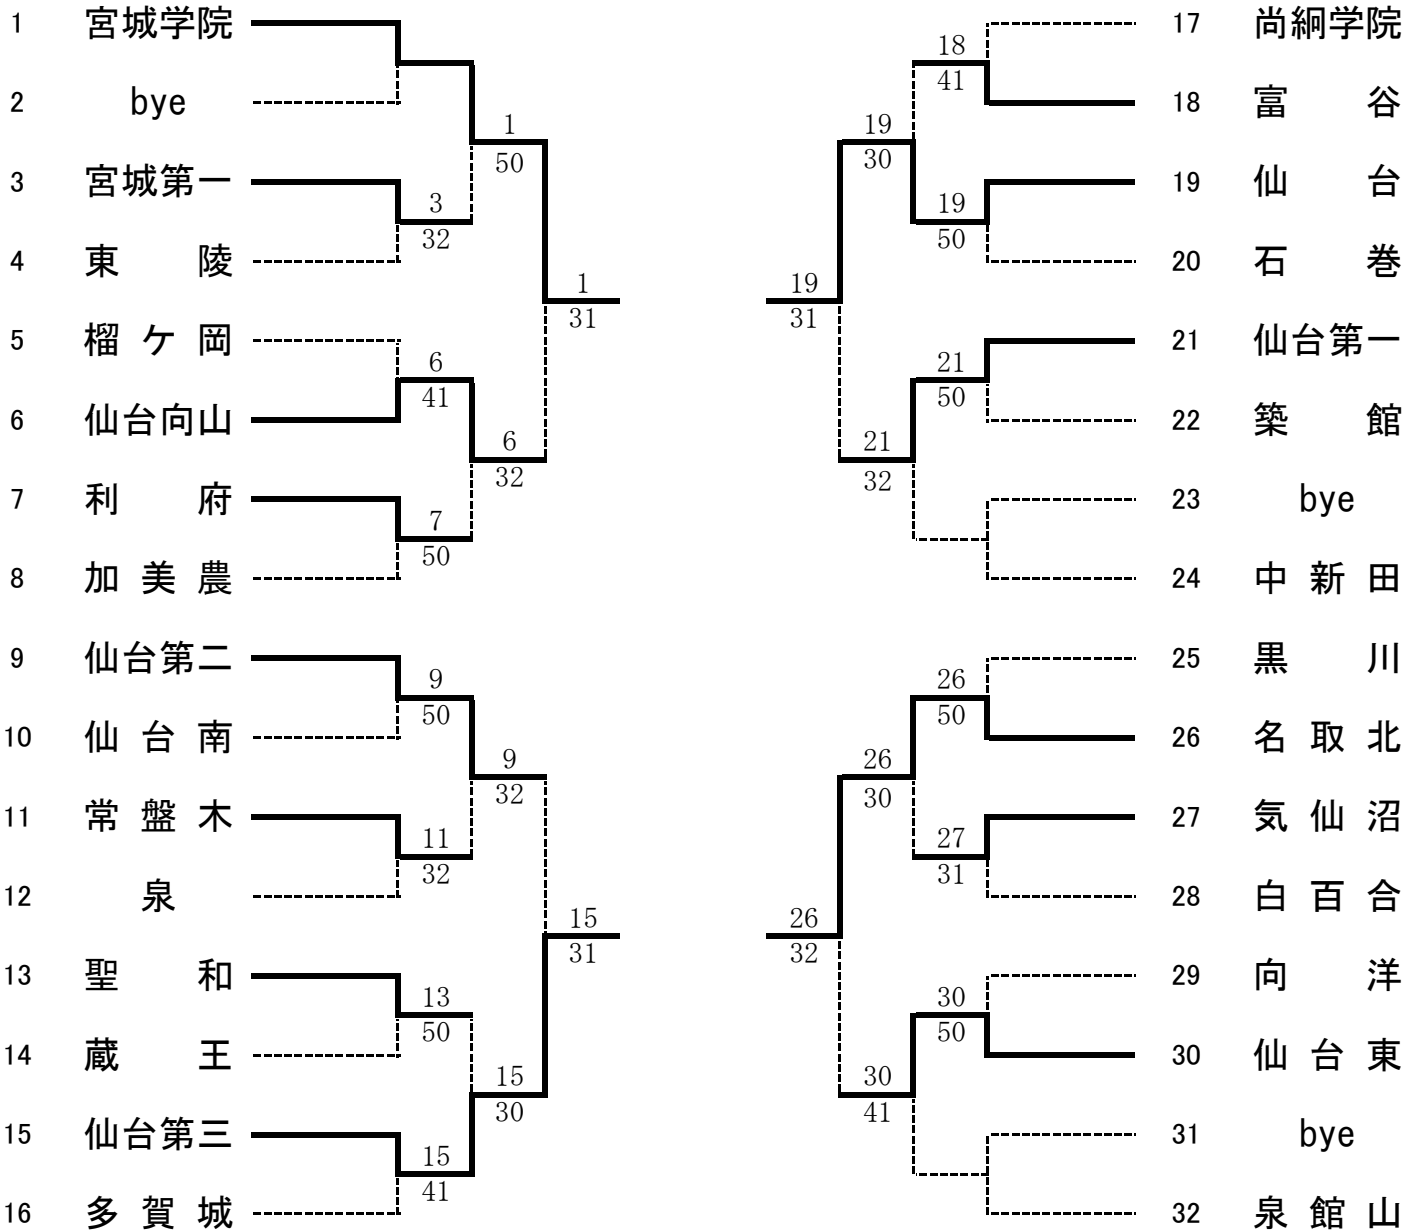 1 宮城学院
2 bye
3 宮城第一
4 東陵
5 榴ケ岡
6 仙台向山
7 利府
8 加美農
9 仙台第二
10 仙台南
11 常盤木
12 泉
13 聖和
14 蔵王
15 仙台第三
16 多賀城
3
32
6
41
7
50
9
50
11
32
13
50
15
41
1
50
6
32
9
32
15
30
1
31
15
31
19
31
26
32
19
30
21
32
26
30
30
41
18
41
19
50
21
50
26
50
27
31
30
50
17 尚絅学院
18 富谷
19 仙台
20 石巻
21 仙台第一
22 築館
23 bye
24 中新田
25 黒川
26 名取北
27 気仙沼
28 白百合
29 向洋
30 仙台東
31 bye
32 泉館山